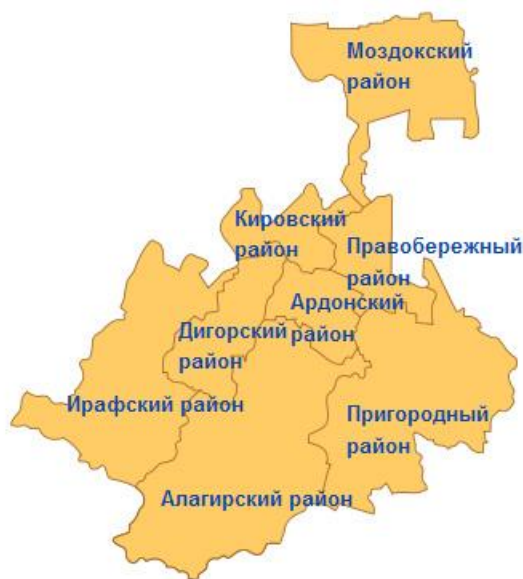 Моздокский
район
Кировский
район
Правобережный
район
Ардонский
район
Дигорский
район
Ирафский район
Пригородный
район
Алагирский район